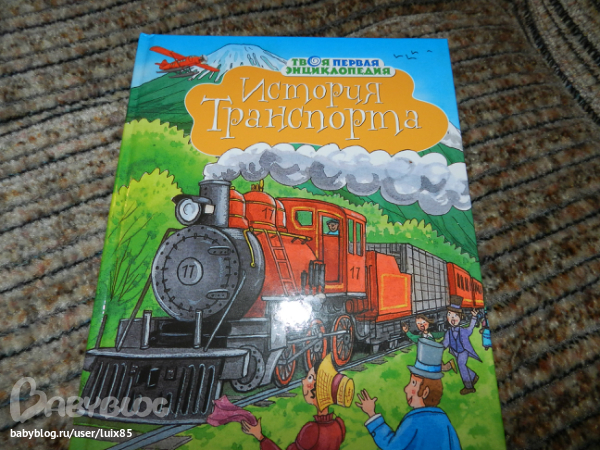 ТВОЯ ПЕРВАЯ
ЭНЦИКЛОПЕДИЯ
История
Транспорта
17
17
BABYBLOG
babyblog.ru/user/luix85